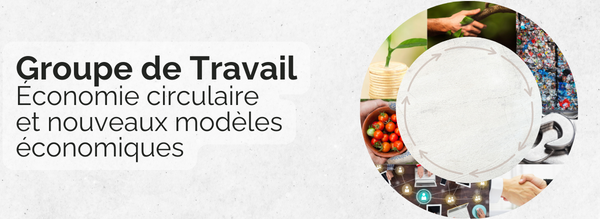 Groupe de Travail
Économie circulaire
et nouveaux modèles
économiques